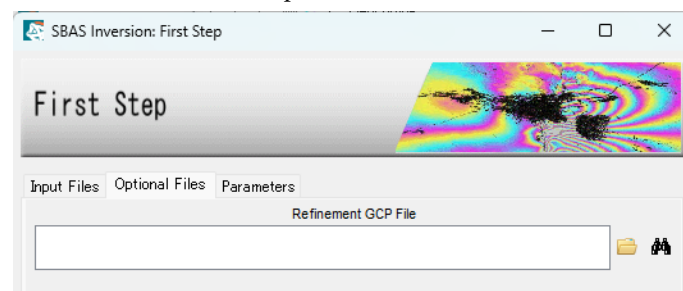 SBAS Inversion: First Step
First Step
Input Files Optional Files Parameters
Refinement GCP File